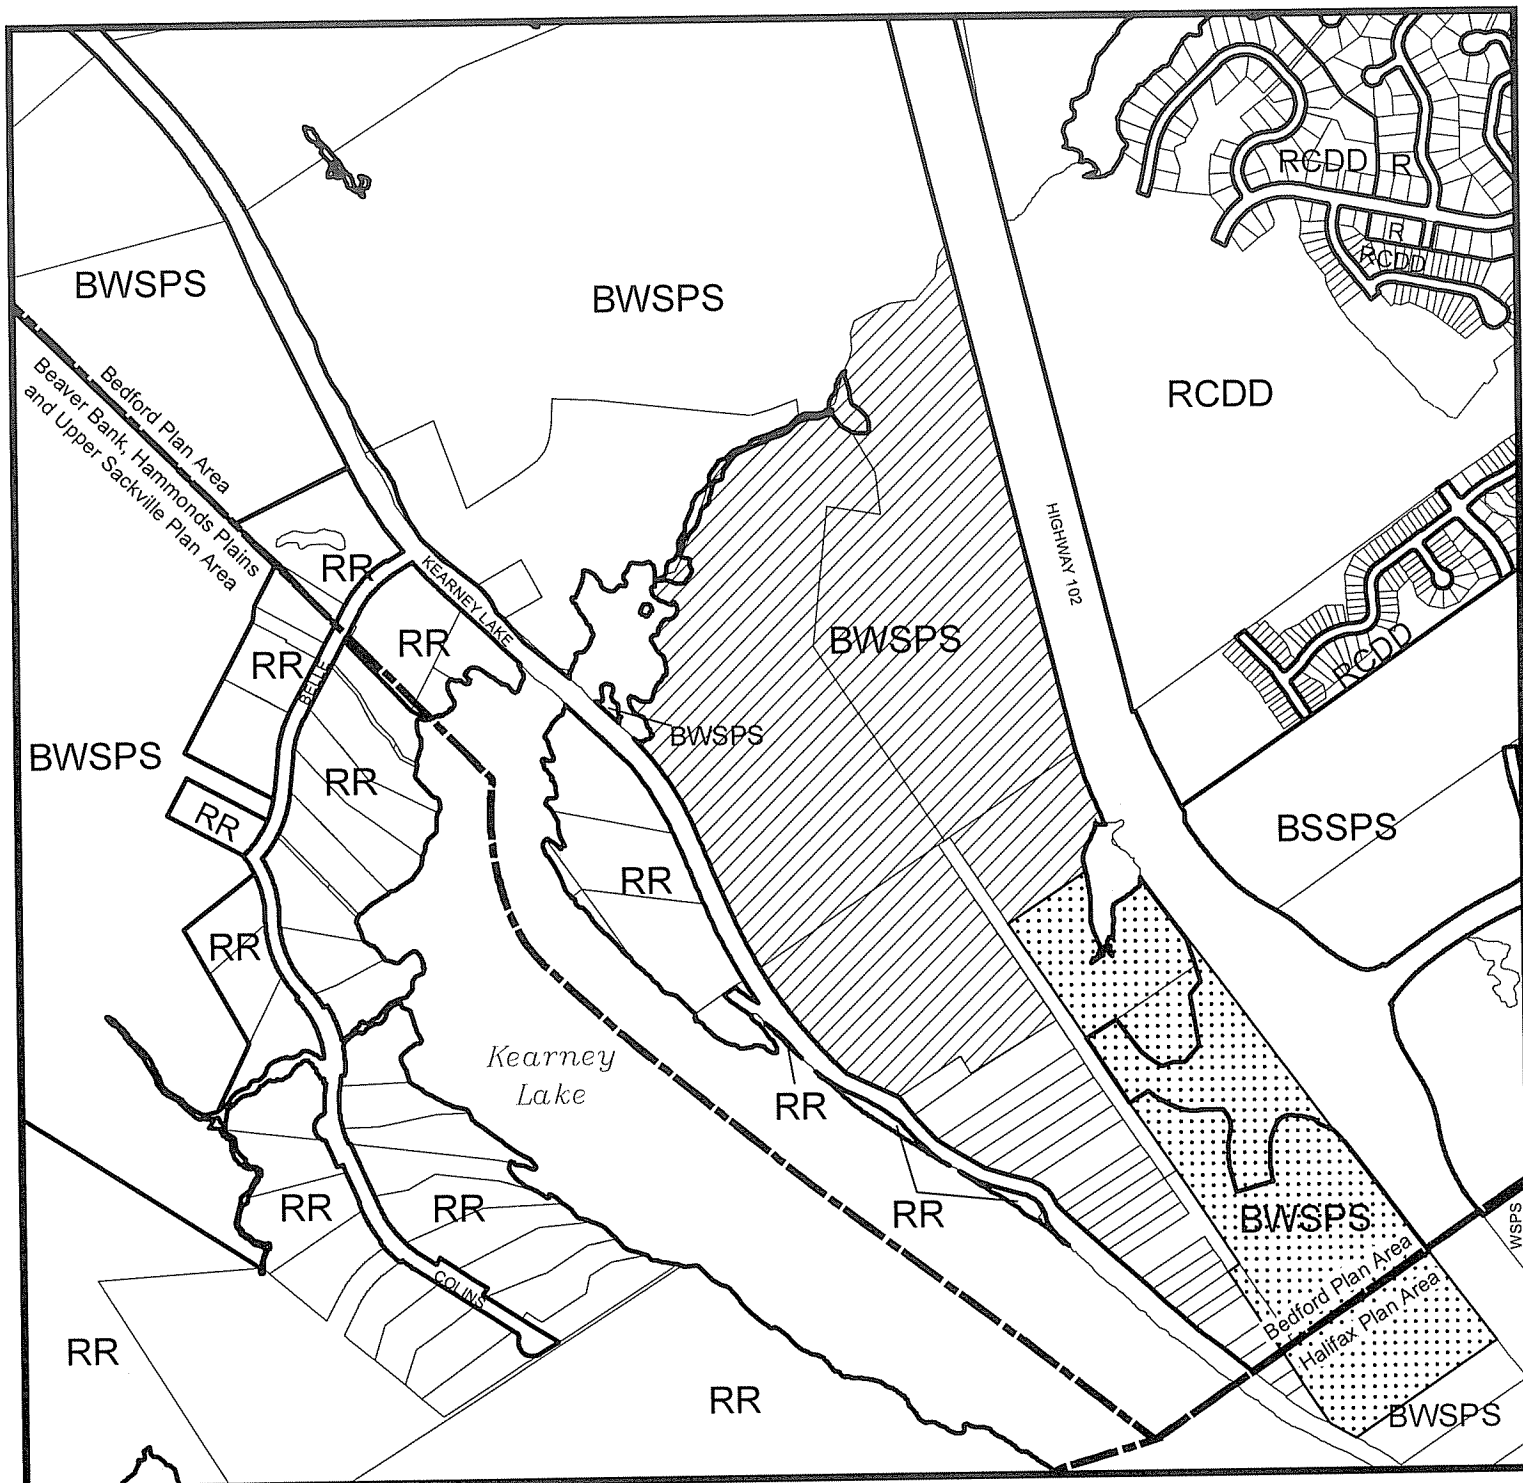 RCDD
R
R
RCDD
BWSPS
BWSPS
RCDD
Bedford Plan Area
Beaver Bank, Hammonds Plains
and Upper Sackville Plan Area
HIGHWAY 102
RR
KEARNEY LAKE
RR
BWSPS
RR
BELLE
RCDD
BWSPS
BWSPS
RR
RR
BSSPS
RR
RR
Kearney
Lake
RR
RR
RR
RR
BWSPS
WSPS
Bedford Plan Area
Halifax Plan Area
COLINS
RR
RR
BWSPS